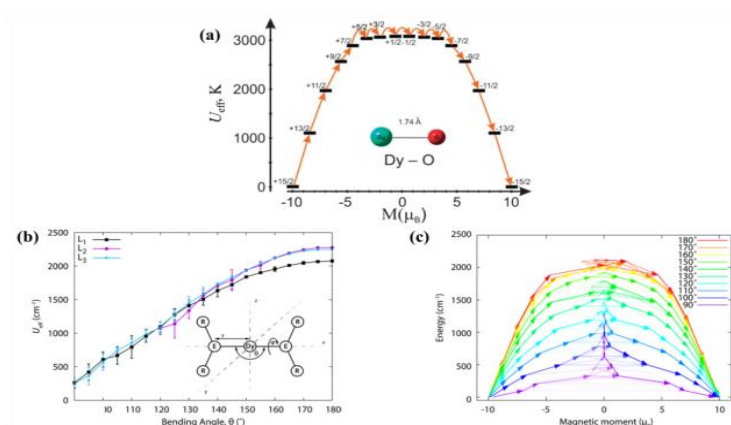 (a)
+5/2 +3/2 -3/2 -5/2
+7/2 +1/2 -1/2 -7/2
+9/2 -9/2
+11/2 -11/2
+13/2 -13/2
+15/2 -15/2
U_eff, K
3000
2000
1000
0
1.74 Å
Dy – O
-10 -5 0 5 10
M(μ_B)
(b)
L₁
L₂
L₃
U_eff (cm⁻¹)
2500
2000
1500
1000
500
0
R R
E Dy E
R R
00 110 120 130 140 150 160 170 180
Bending Angle, θ (°)
(c)
180°
170°
160°
150°
140°
130°
120°
110°
100°
90°
Energy (cm⁻¹)
2500
2000
1500
1000
500
0
-10 -5 0 5 10
Magnetic moment (μ